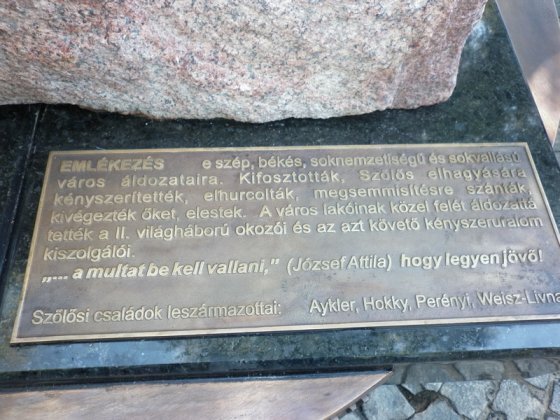 EMLÉKEZÉS e szép, békés, soknemzetiségű és sokvallású
város áldozataira. Kifosztották, Szőlős elhagyására
kényszerítették, elhurcolták, megsemmisítésre szánták,
kivégezték őket, elestek. A város lakóinak közel felét áldozattá
tették a II. világháború okozói és az azt követő kényszeruralom
kiszolgálói.
„.... a multat be kell vallani,” (József Attila) hogy legyen jövő!
Szőlősi családok leszármazottai: Aykler, Hokky, Perényi, Weisz-Livna